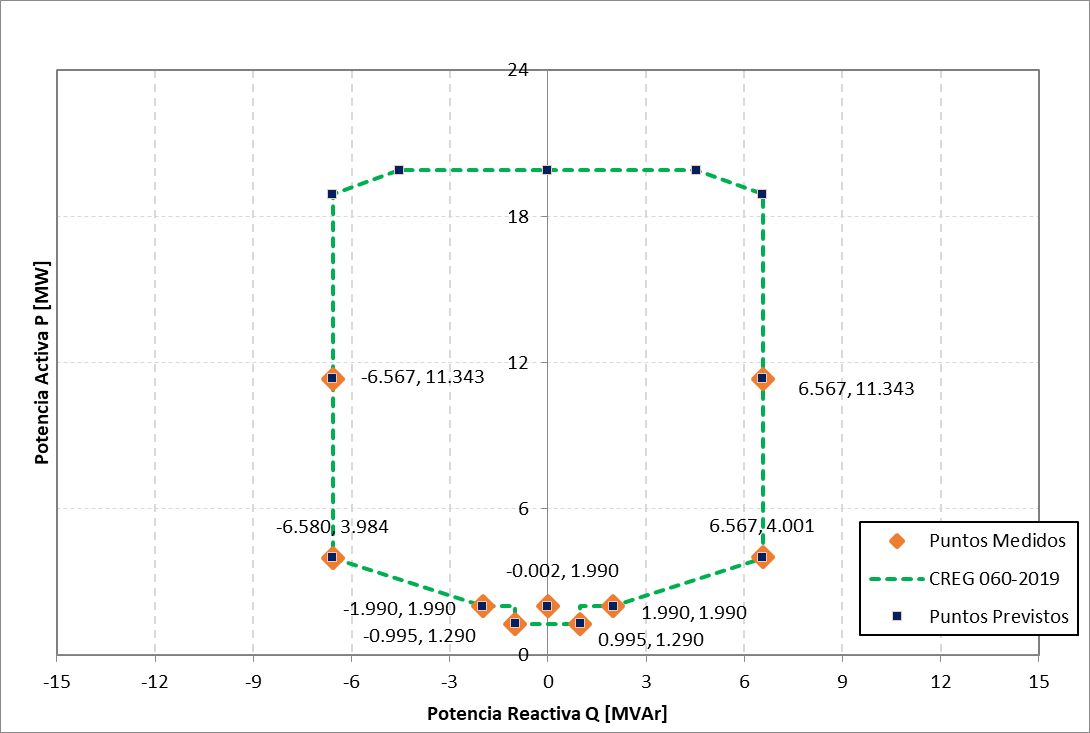 24
18
12
6
0
Potencia Activa P [MW]
-6.567, 11.343
6.567, 11.343
-6.580, 3.984
6.567, 4.001
-0.002, 1.990
-1.990, 1.990
1.990, 1.990
-0.995, 1.290
0.995, 1.290
Puntos Medidos
CREG 060-2019
Puntos Previstos
-15 -12 -9 -6 -3 0 3 6 9 12 15
Potencia Reactiva Q [MVAr]